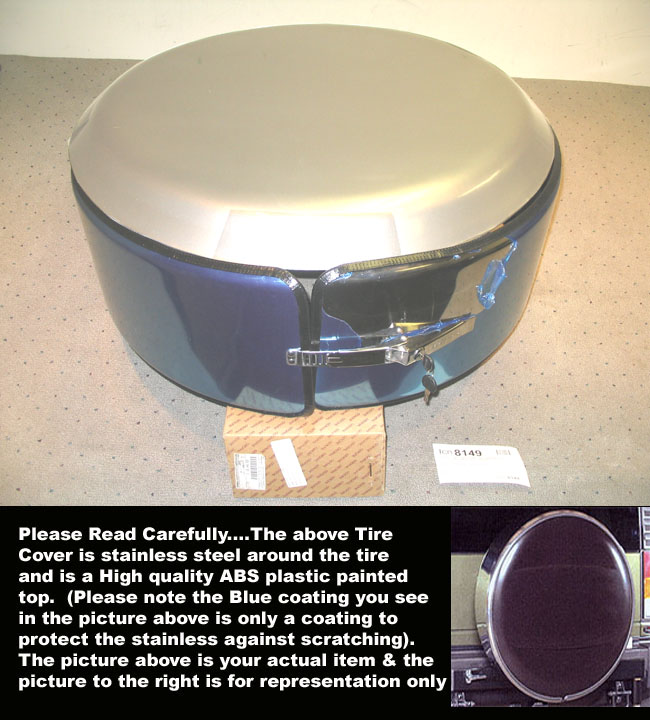 8149
Please Read Carefully....The above Tire
Cover is stainless steel around the tire
and is a High quality ABS plastic painted
top. (Please note the Blue coating you see
in the picture above is only a coating to
protect the stainless against scratching).
The picture above is your actual item & the
picture to the right is for representation only